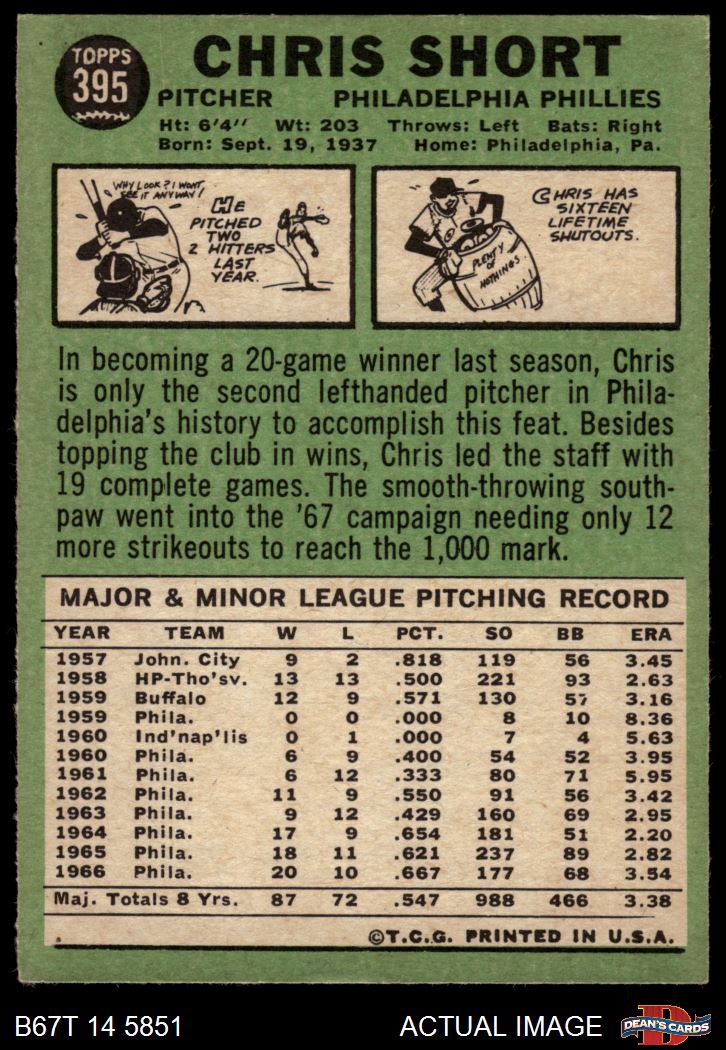 TOPPS
395
CHRIS SHORT
PITCHER PHILADELPHIA PHILLIES
Ht: 6'4" Wt: 203 Throws: Left Bats: Right
Born: Sept. 19, 1937 Home: Philadelphia, Pa.
WHY LOOK? I WONT
SEE IT ANYWAY!
HE
PITCHED
TWO
2 HITTERS
LAST
YEAR.
CHRIS HAS
SIXTEEN
LIFETIME
SHUTOUTS.
PLENTY
OF
NOTHINGS
In becoming a 20-game winner last season, Chris
is only the second lefthanded pitcher in Phila-
delphia's history to accomplish this feat. Besides
topping the club in wins, Chris led the staff with
19 complete games. The smooth-throwing south-
paw went into the '67 campaign needing only 12
more strikeouts to reach the 1,000 mark.
MAJOR & MINOR LEAGUE PITCHING RECORD
YEAR TEAM W L PCT. SO BB ERA
1957 John. City 9 2 .818 119 56 3.45
1958 HP-Tho'sv. 13 13 .500 221 93 2.63
1959 Buffalo 12 9 .571 130 57 3.16
1959 Phila. 0 0 .000 8 10 8.36
1960 Ind'nap'lis 0 1 .000 7 4 5.63
1960 Phila. 6 9 .400 54 52 3.95
1961 Phila. 6 12 .333 80 71 5.95
1962 Phila. 11 9 .550 91 56 3.42
1963 Phila. 9 12 .429 160 69 2.95
1964 Phila. 17 9 .654 181 51 2.20
1965 Phila. 18 11 .621 237 89 2.82
1966 Phila. 20 10 .667 177 68 3.54
Maj. Totals 8 Yrs. 87 72 .547 988 466 3.38
©T.C.G. PRINTED IN U.S.A.
B67T 14 5851 ACTUAL IMAGE
D
DEAN'S CARDS